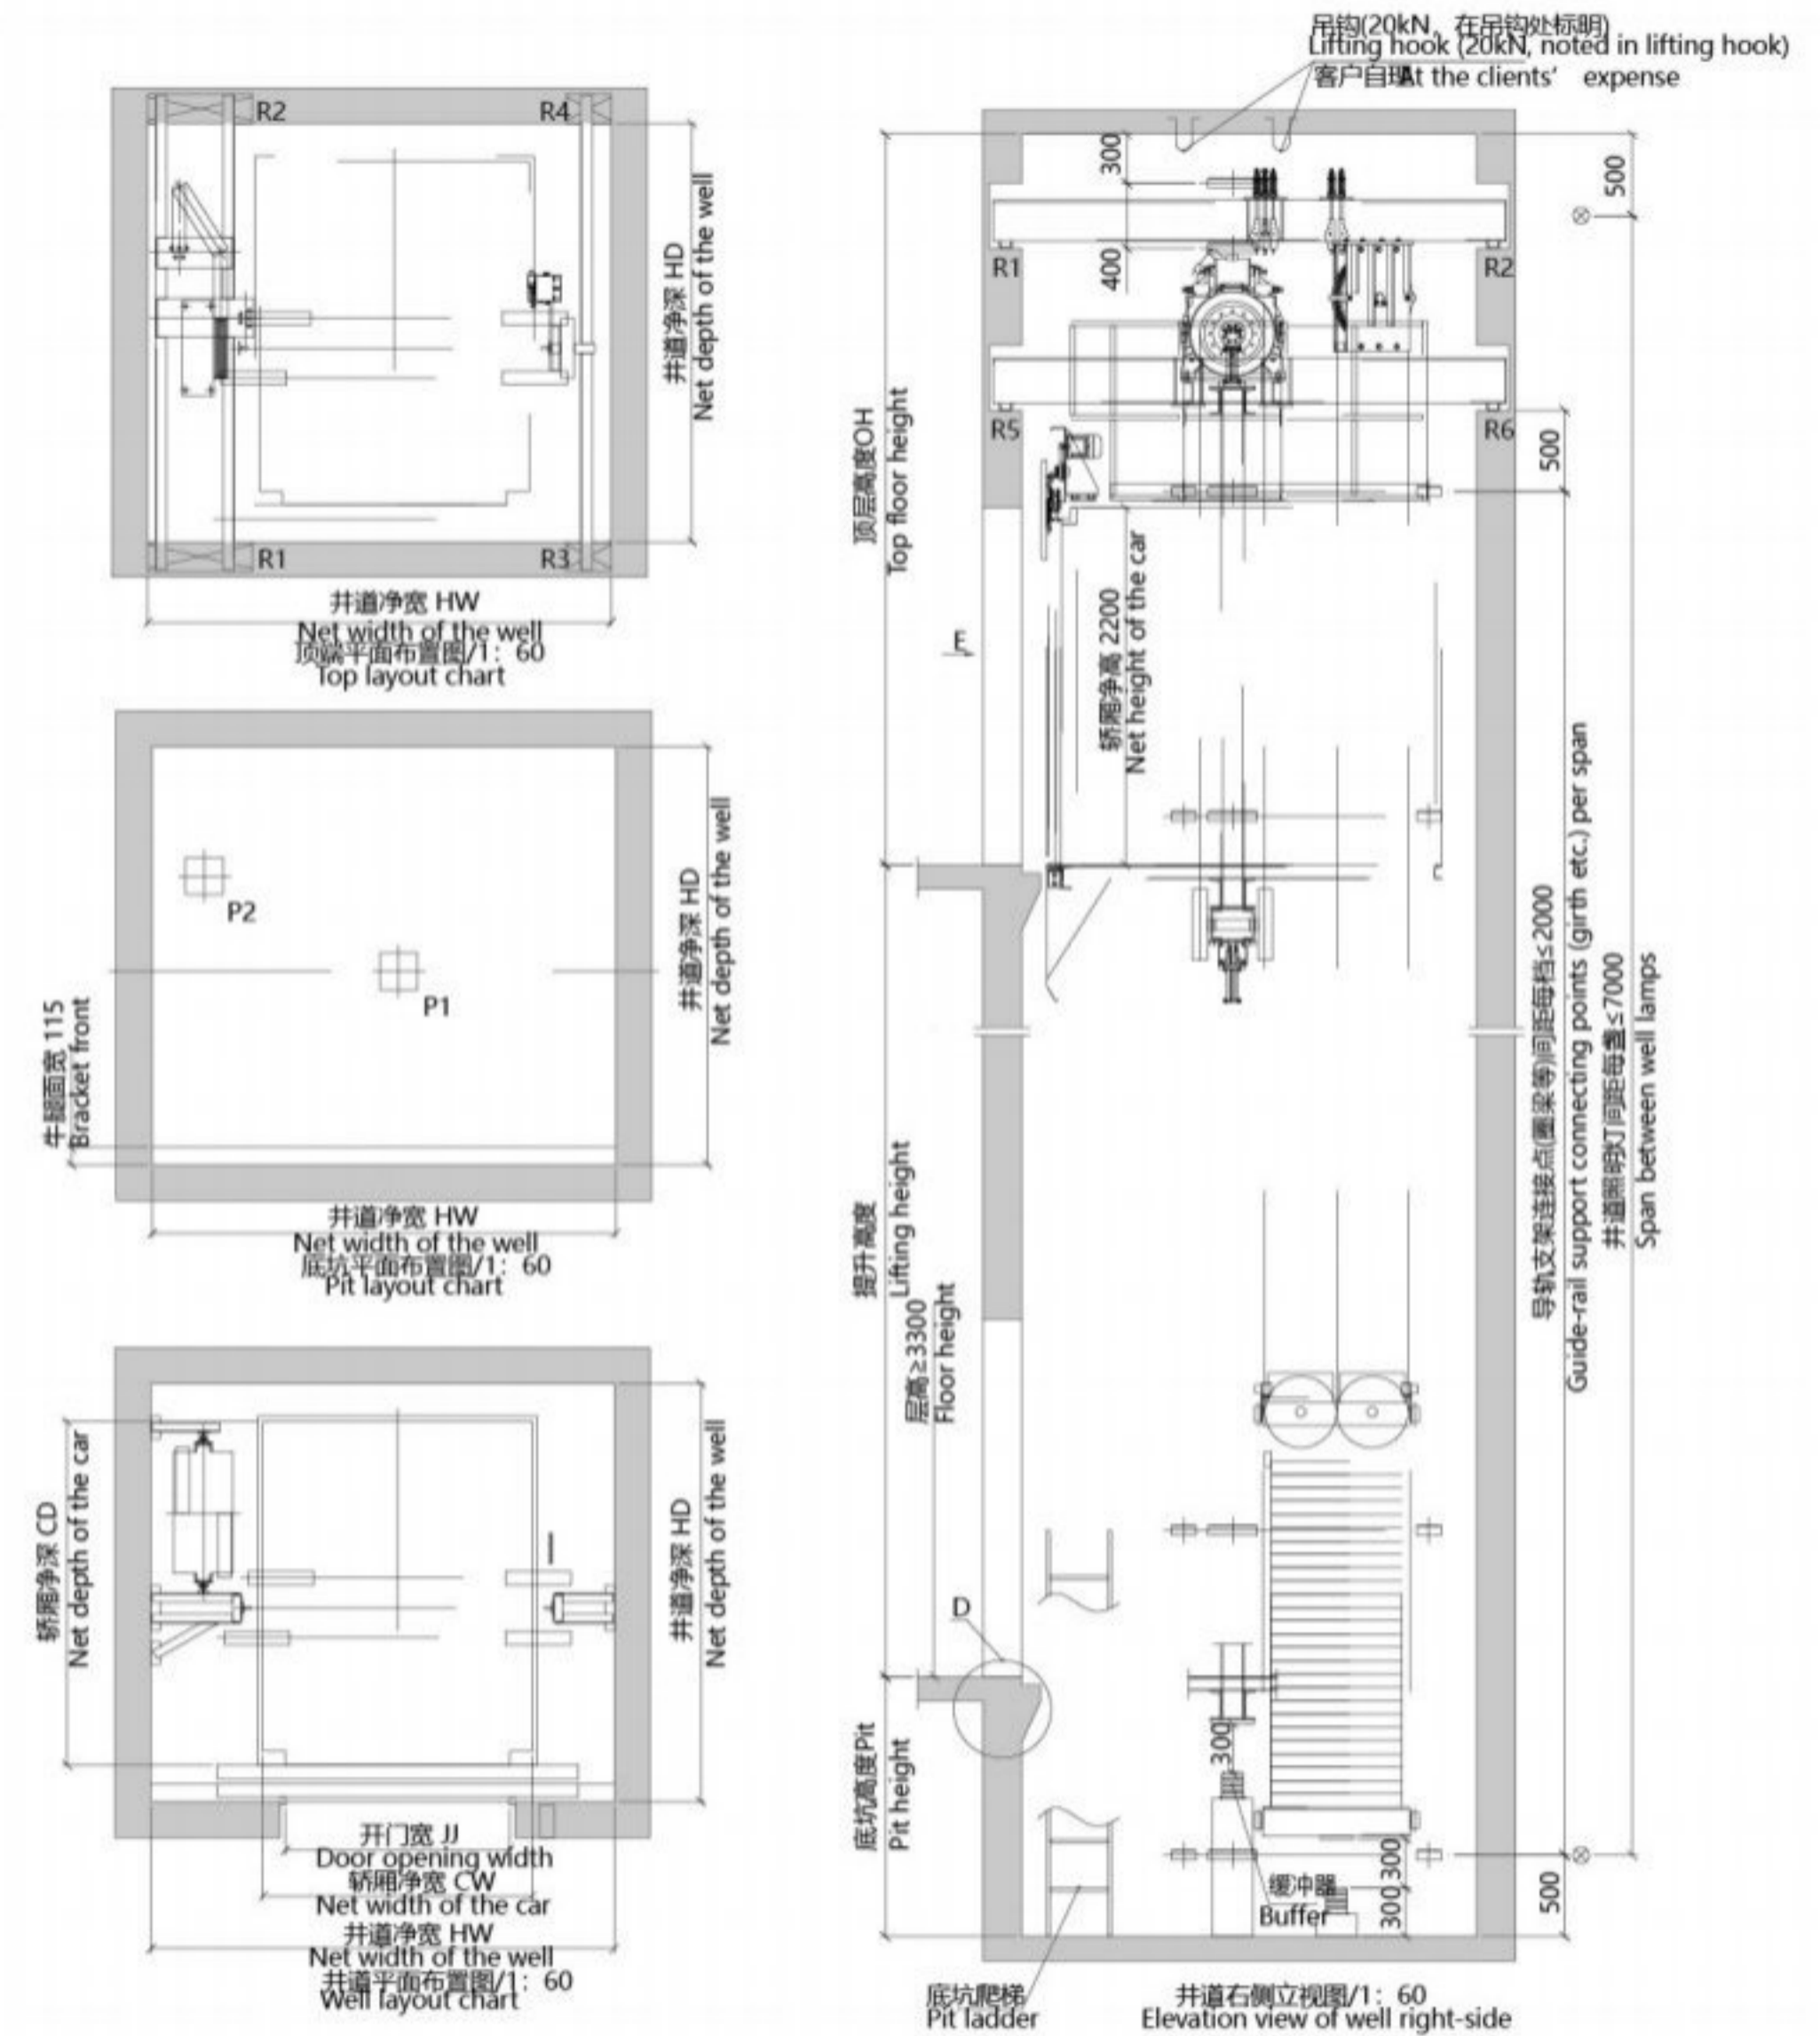 R2
R4
井道净深 HD
Net depth of the well
R1
R3
井道净宽 HW
Net width of the well
顶端平面布置图/1：60
Top layout chart
P2
P1
井道净深 HD
Net depth of the well
牛腿面宽 115
Bracket front
井道净宽 HW
Net width of the well
底坑平面布置图/1：60
Pit layout chart
轿厢净深 CD
Net depth of the car
井道净深 HD
Net depth of the well
开门宽 JJ
Door opening width
轿厢净宽 CW
Net width of the car
井道净宽 HW
Net width of the well
井道平面布置图/1：60
Well layout chart
吊钩(20kN，在吊钩处标明)
Lifting hook (20kN, noted in lifting hook)
客户自理At the clients’ expense
300
500
R1
R2
400
R5
R6
500
顶层高度OH
Top floor height
E
轿厢净高 2200
Net height of the car
导轨支架连接点(圈梁等)间距每档≤2000
Guide-rail support connecting points (girth etc.) per span
井道照明灯间距每盏≤7000
Span between well lamps
提升高度
Lifting height
层高≥3300
Floor height
D
底坑高度Pit
Pit height
300
缓冲器
Buffer
300
300
500
底坑爬梯
Pit ladder
井道右侧立视图/1：60
Elevation view of well right-side